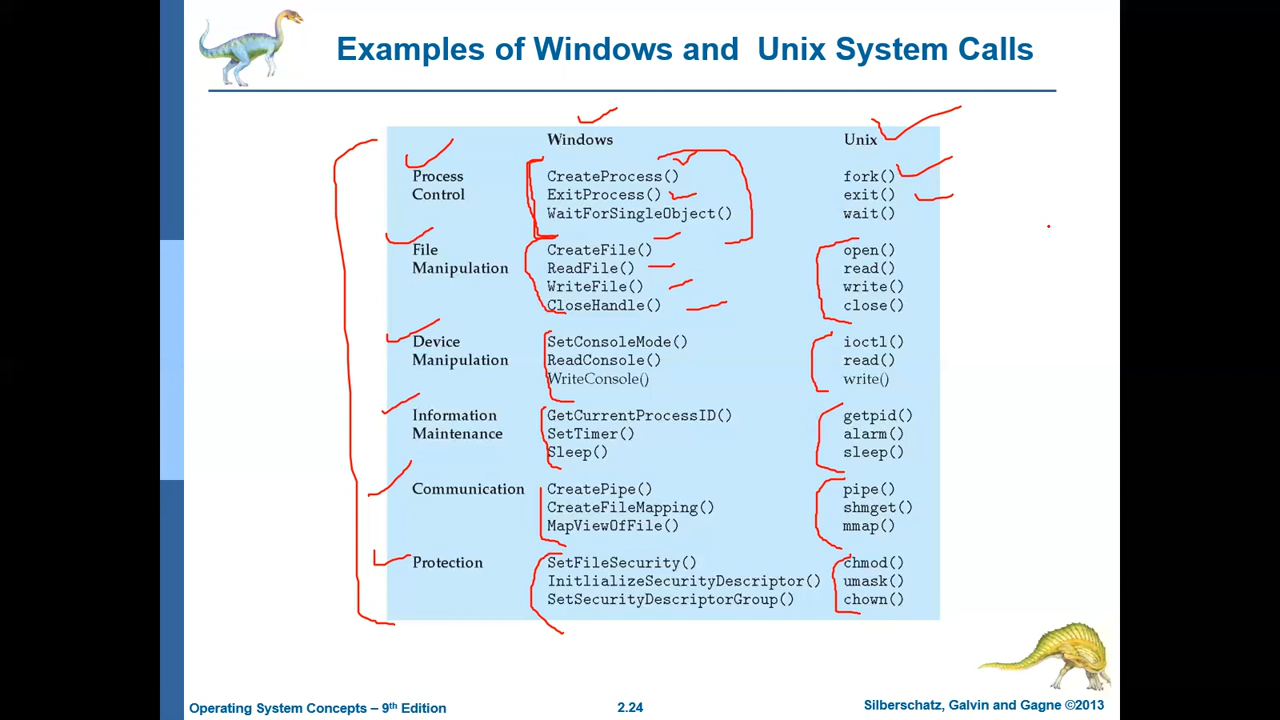 Examples of Windows and Unix System Calls
Windows Unix
Process CreateProcess() fork()
Control ExitProcess() exit()
WaitForSingleObject() wait()
File CreateFile() open()
Manipulation ReadFile() read()
WriteFile() write()
CloseHandle() close()
Device SetConsoleMode() ioctl()
Manipulation ReadConsole() read()
WriteConsole() write()
Information GetCurrentProcessID() getpid()
Maintenance SetTimer() alarm()
Sleep() sleep()
Communication CreatePipe() pipe()
CreateFileMapping() shmget()
MapViewOfFile() mmap()
Protection SetFileSecurity() chmod()
InitlializeSecurityDescriptor() umask()
SetSecurityDescriptorGroup() chown()
Operating System Concepts – 9th Edition 2.24 Silberschatz, Galvin and Gagne ©2013